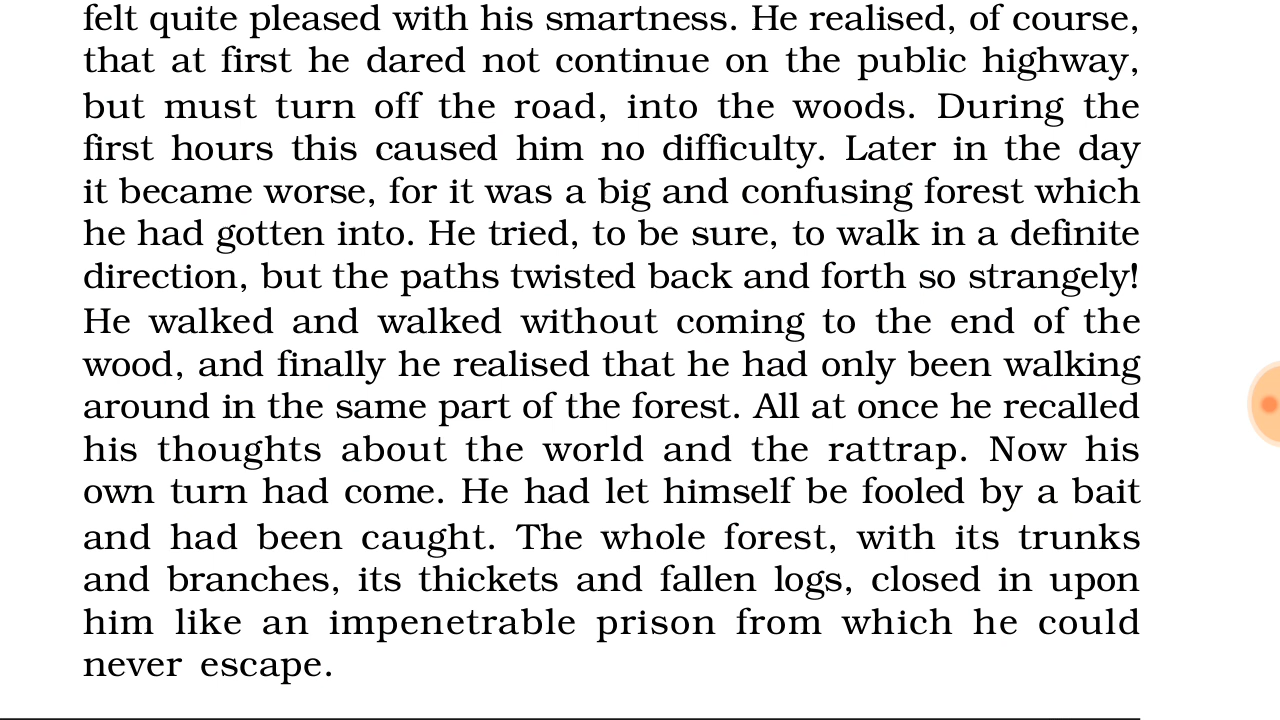 felt quite pleased with his smartness. He realised, of course,
that at first he dared not continue on the public highway,
but must turn off the road, into the woods. During the
first hours this caused him no difficulty. Later in the day
it became worse, for it was a big and confusing forest which
he had gotten into. He tried, to be sure, to walk in a definite
direction, but the paths twisted back and forth so strangely!
He walked and walked without coming to the end of the
wood, and finally he realised that he had only been walking
around in the same part of the forest. All at once he recalled
his thoughts about the world and the rattrap. Now his
own turn had come. He had let himself be fooled by a bait
and had been caught. The whole forest, with its trunks
and branches, its thickets and fallen logs, closed in upon
him like an impenetrable prison from which he could
never escape.